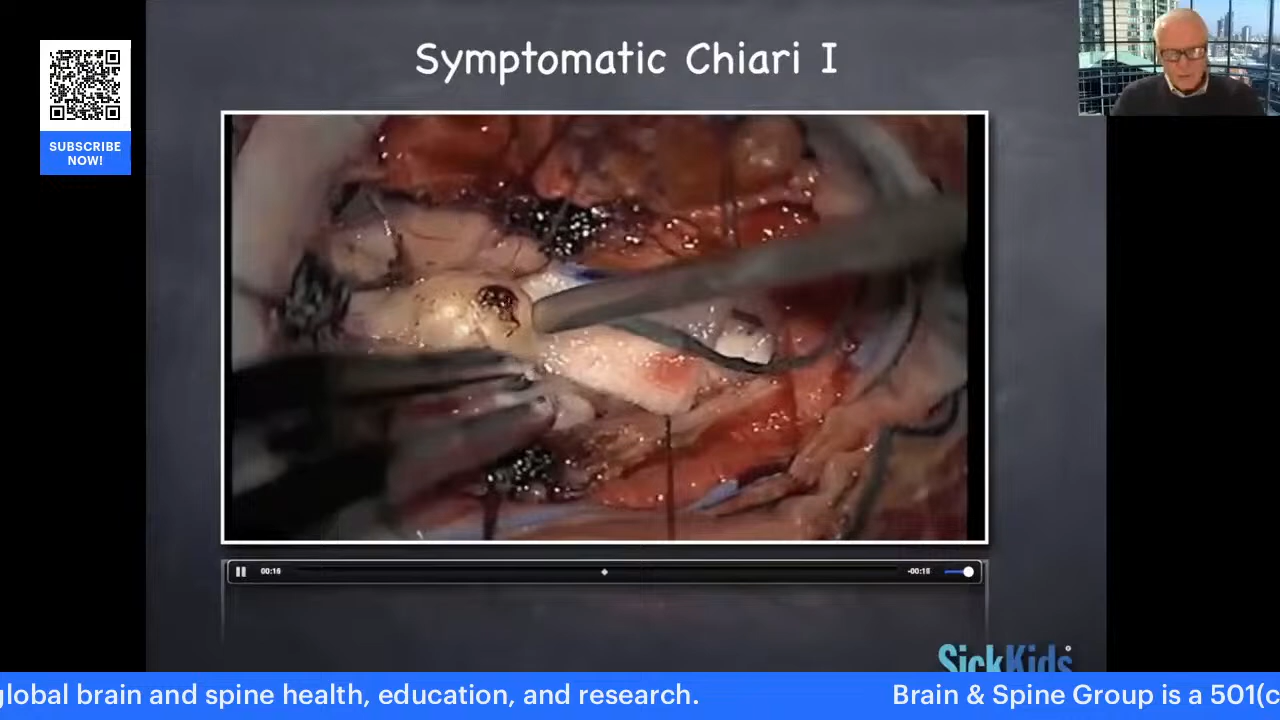 Symptomatic Chiari I
SUBSCRIBE
NOW!
00:16
-00:15
SickKids
global brain and spine health, education, and research.
Brain & Spine Group is a 501(c